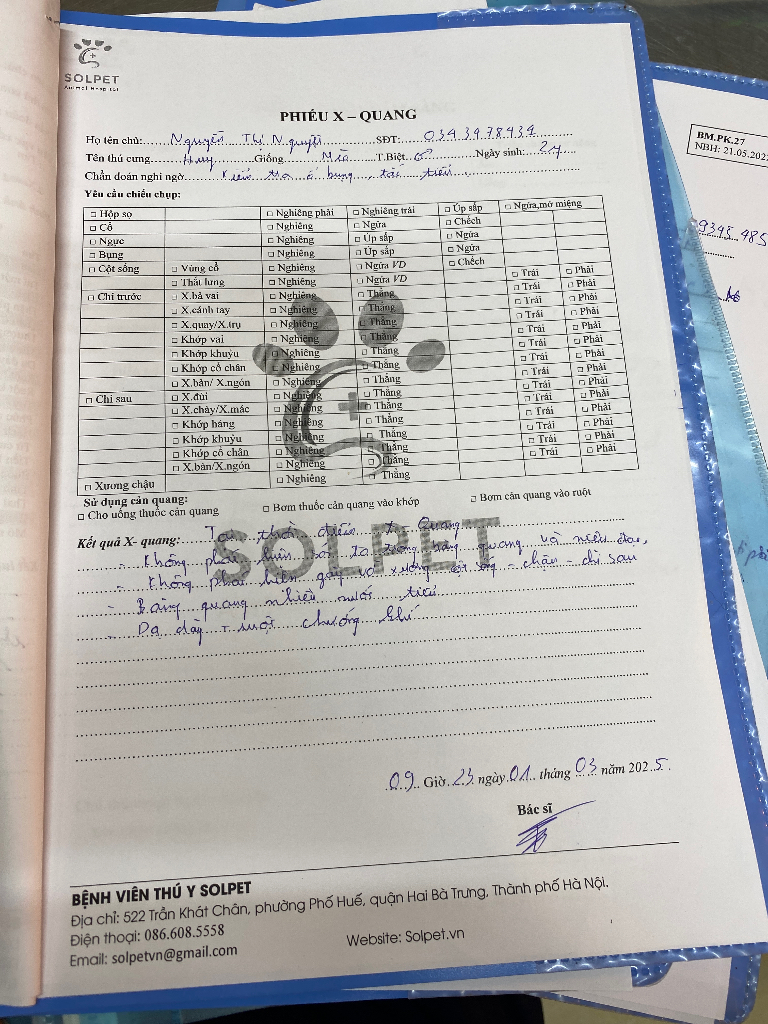 SOLPET
Animal Hospital
PHIẾU X – QUANG
BM.PK.27
NBH: 21.05.202
Họ tên chủ: Nguyễn Thị Nguyệt SĐT: 0343978439
Tên thú cưng: Huy Giống: Mèo T.Biệt: ♂ Ngày sinh: 2y
Chẩn đoán nghi ngờ: Kiểm tra ổ bụng, tắc tiểu
Yêu cầu chiếu chụp:
□ Hộp sọ □ Nghiêng phải □ Nghiêng trái □ Úp sấp □ Ngửa,mở miệng
□ Cổ □ Nghiêng □ Ngửa □ Chếch
□ Ngực □ Nghiêng □ Úp sấp □ Ngửa
□ Bụng □ Nghiêng □ Úp sấp □ Ngửa
□ Cột sống □ Vùng cổ □ Nghiêng □ Ngửa VD □ Chếch
□ Thắt lưng □ Nghiêng □ Ngửa VD □ Trái □ Phải
□ Chi trước □ X.bả vai □ Nghiêng □ Thẳng □ Trái □ Phải
□ X.cánh tay □ Nghiêng □ Thẳng □ Trái □ Phải
□ X.quay/X.trụ □ Nghiêng □ Thẳng □ Trái □ Phải
□ Khớp vai □ Nghiêng □ Thẳng □ Trái □ Phải
□ Khớp khuỷu □ Nghiêng □ Thẳng □ Trái □ Phải
□ Khớp cổ chân □ Nghiêng □ Thẳng □ Trái □ Phải
□ X.bàn/ X.ngón □ Nghiêng □ Thẳng □ Trái □ Phải
□ Chi sau □ X.đùi □ Nghiêng □ Thẳng □ Trái □ Phải
□ X.chày/X.mác □ Nghiêng □ Thẳng □ Trái □ Phải
□ Khớp háng □ Nghiêng □ Thẳng □ Trái □ Phải
□ Khớp khuỷu □ Nghiêng □ Thẳng □ Trái □ Phải
□ Khớp cổ chân □ Nghiêng □ Thẳng □ Trái □ Phải
□ X.bàn/X.ngón □ Nghiêng □ Thẳng
□ Xương chậu □ Nghiêng □ Thẳng
Sử dụng cản quang:
□ Cho uống thuốc cản quang □ Bơm thuốc cản quang vào khớp □ Bơm cản quang vào ruột
Kết quả X- quang: Tại thời điểm X-Quang
- Không phát hiện sỏi to trong bàng quang và niệu đạo,
- Không phát hiện gãy vỡ xương cột sống - chậu - chi sau
- Bàng quang nhiều nước tiểu
- Dạ dày + ruột chướng khí
SOLPET
09 Giờ 23 ngày 01 tháng 03 năm 2025.
Bác sĩ
BỆNH VIÊN THÚ Y SOLPET
Địa chỉ: 522 Trần Khát Chân, phường Phố Huế, quận Hai Bà Trưng, Thành phố Hà Nội.
Điện thoại: 086.608.5558
Email: solpetvn@gmail.com Website: Solpet.vn